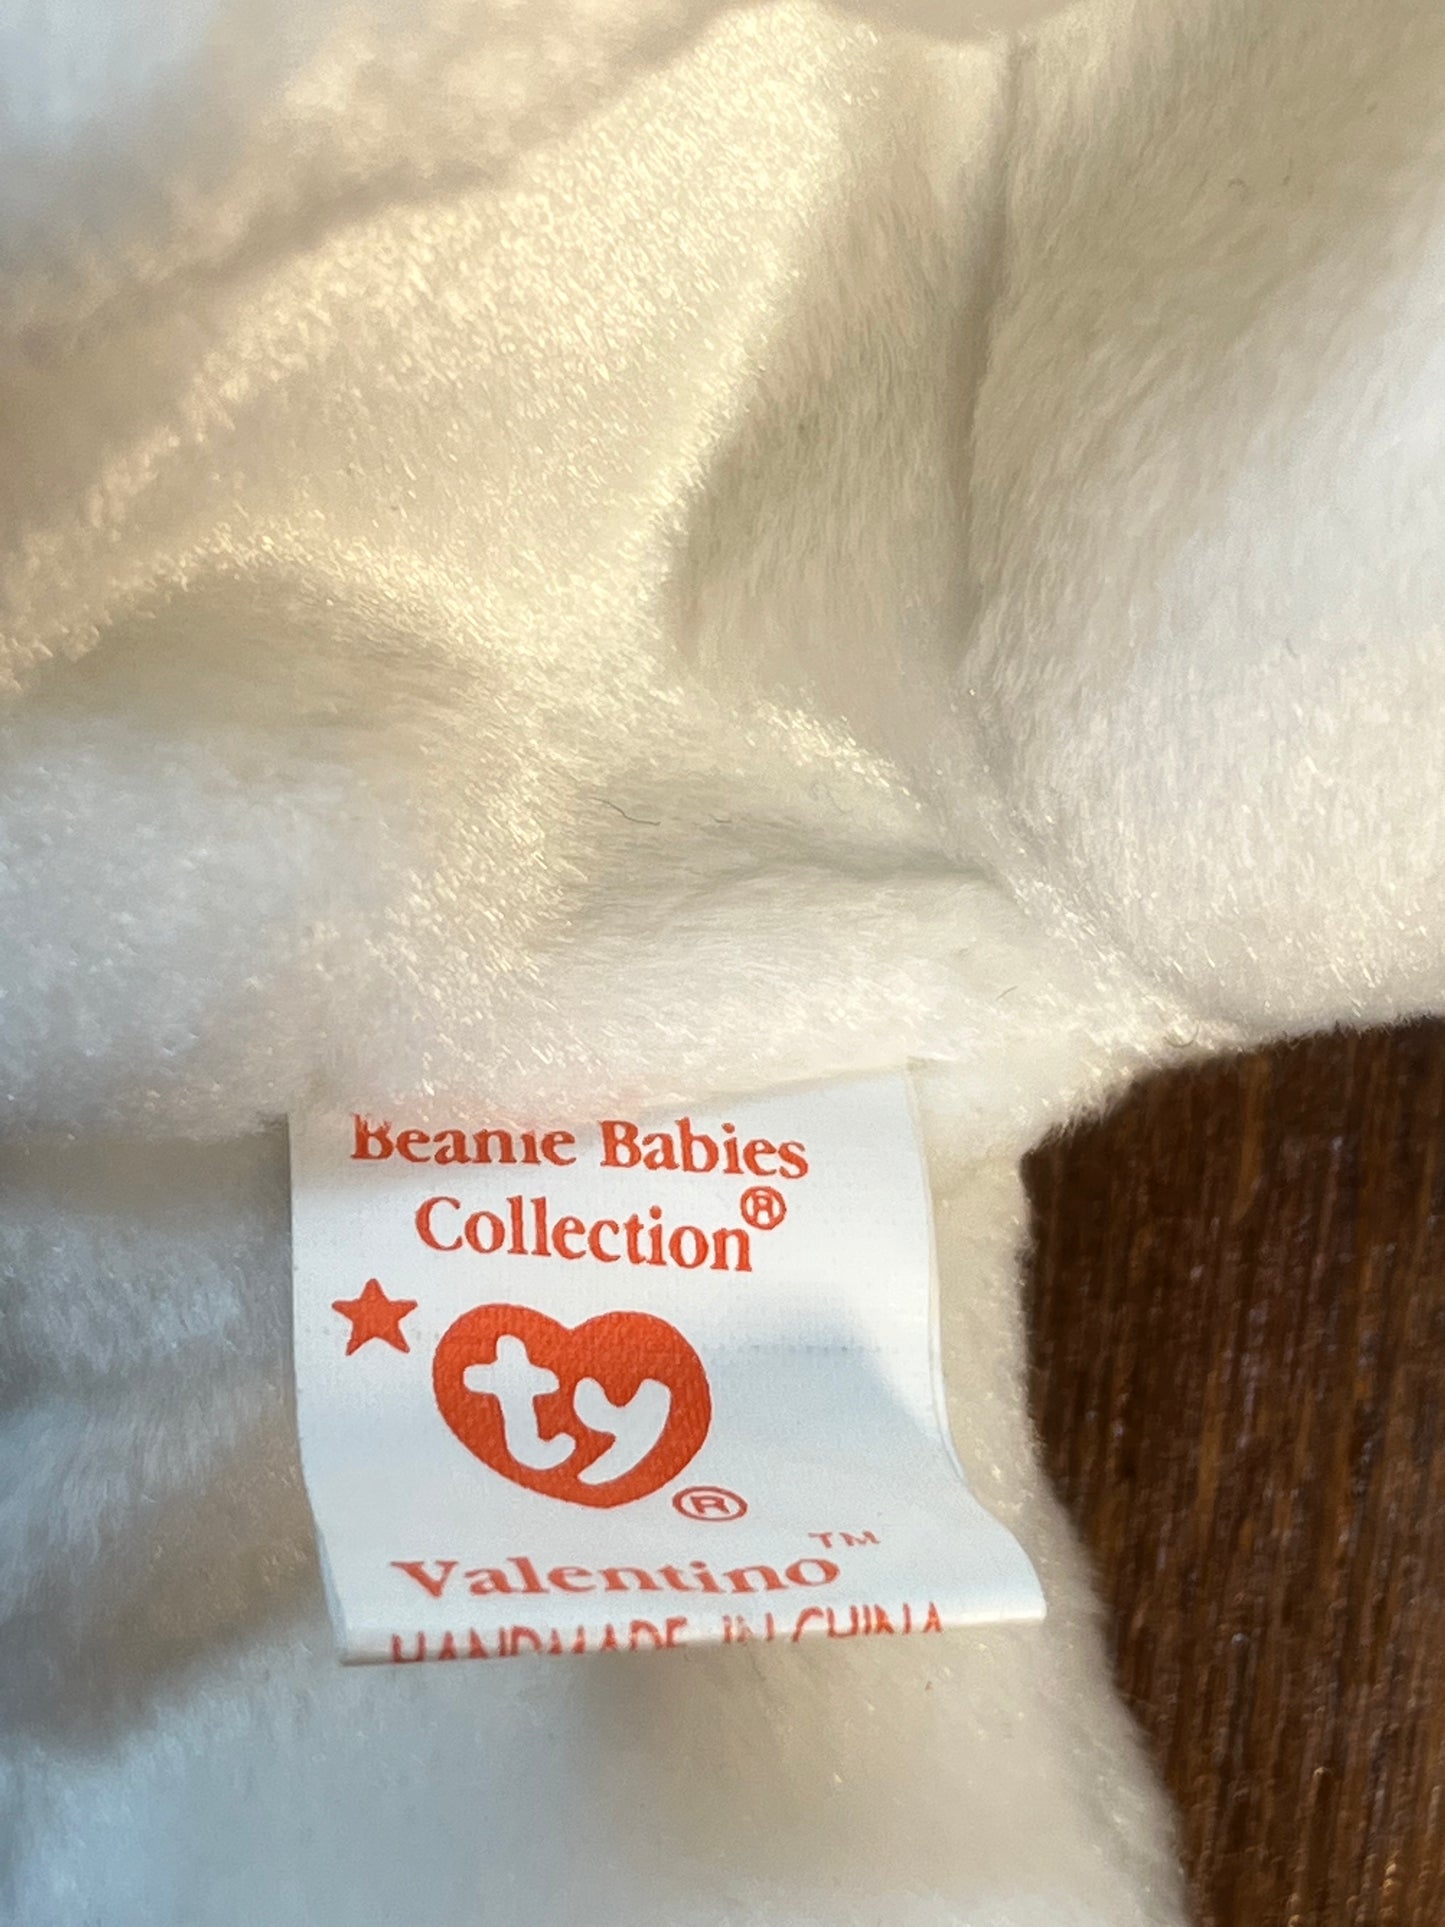 Beanie Babies
Collection®
ty
®
Valentino™
HANDMADE IN CHINA